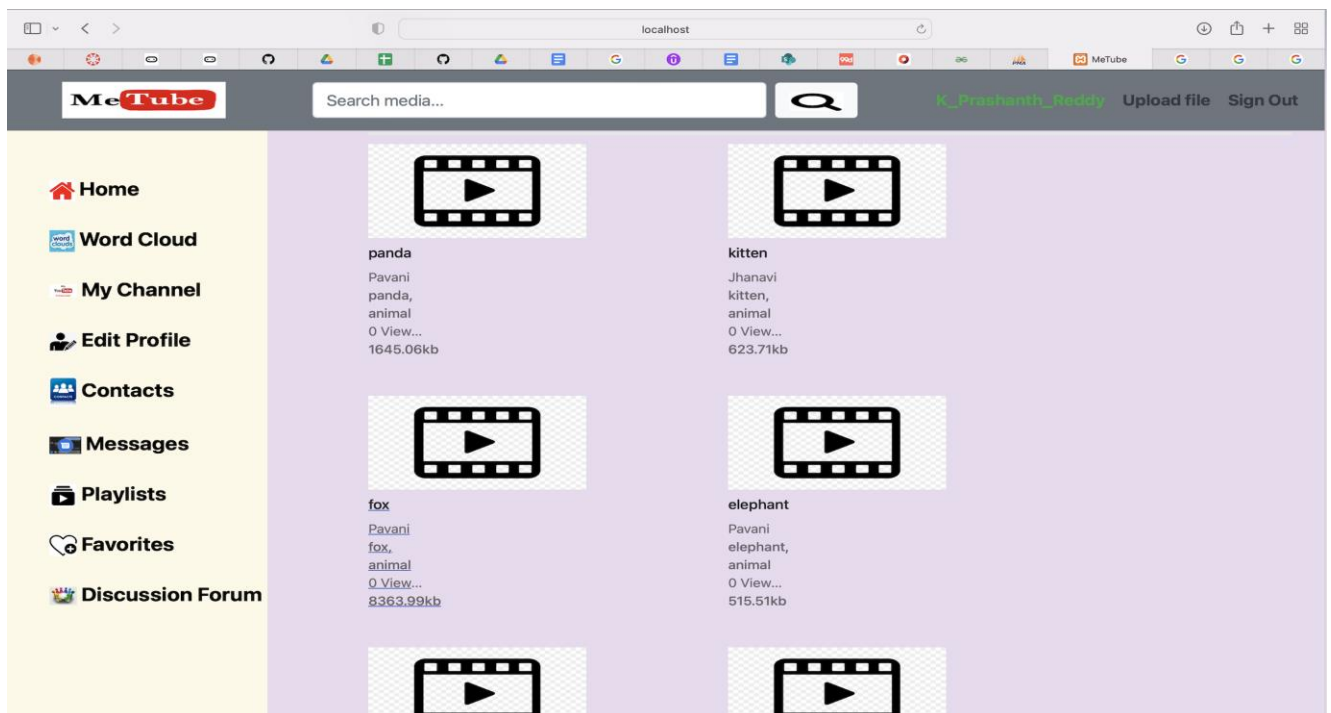 localhost
MeTube
MeTube
Search media...
K_Prashanth_Reddy Upload file Sign Out
Home
Word Cloud
My Channel
Edit Profile
Contacts
Messages
Playlists
Favorites
Discussion Forum
panda
Pavani
panda,
animal
0 View...
1645.06kb
kitten
Jhanavi
kitten,
animal
0 View...
623.71kb
fox
Pavani
fox,
animal
0 View...
8363.99kb
elephant
Pavani
elephant,
animal
0 View...
515.51kb